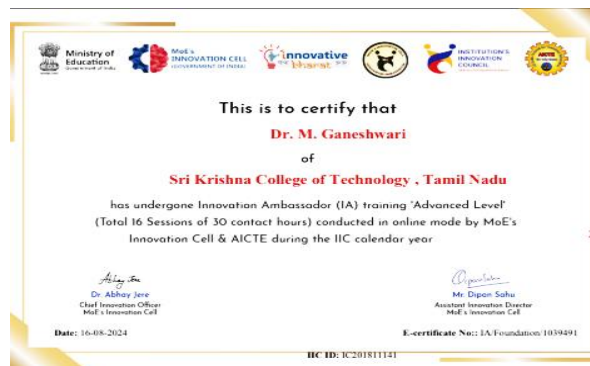 Ministry of
Education
Government of India
MoE's
INNOVATION CELL
(GOVERNMENT OF INDIA)
innovative
bharat
INSTITUTION'S
INNOVATION
COUNCIL
AICTE
This is to certify that
Dr. M. Ganeshwari
of
Sri Krishna College of Technology , Tamil Nadu
has undergone Innovation Ambassador (IA) training 'Advanced Level'
(Total 16 Sessions of 30 contact hours) conducted in online mode by MoE's
Innovation Cell & AICTE during the IIC calendar year
Dr. Abhay Jere
Chief Innovation Officer
MoE's Innovation Cell
Mr. Dipan Sahu
Assistant Innovation Director
MoE's Innovation Cell
Date: 16-08-2024
E-certificate No:: IA/Foundation/1039491
IIC ID: IC201811141